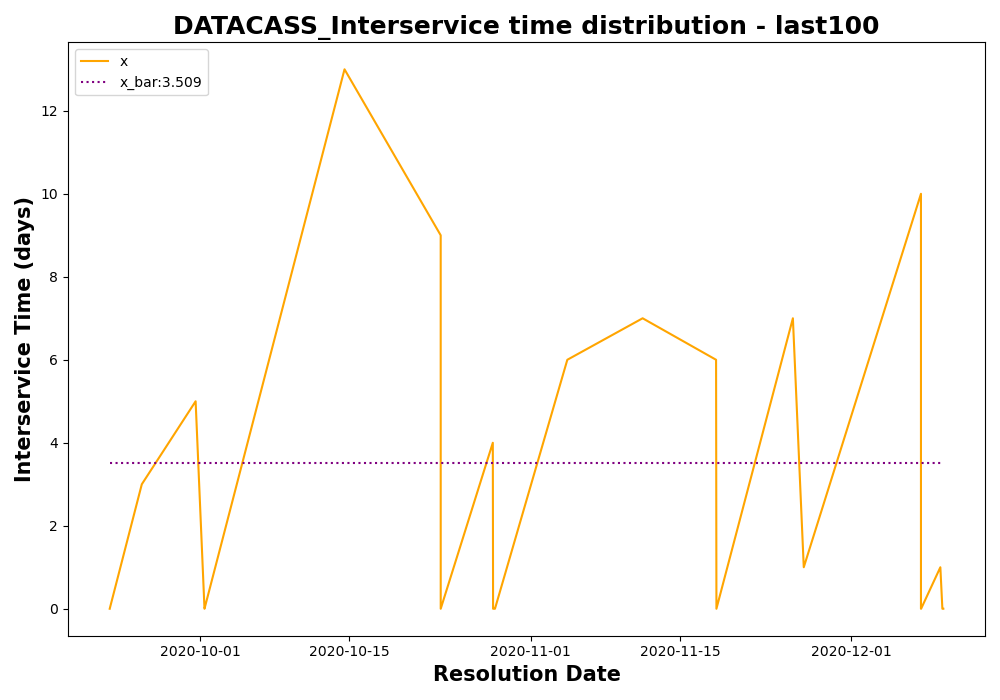 DATACASS_Interservice time distribution - last100
x
x_bar:3.509
Interservice Time (days)
12
10
8
6
4
2
0
2020-10-01
2020-10-15
2020-11-01
2020-11-15
2020-12-01
Resolution Date